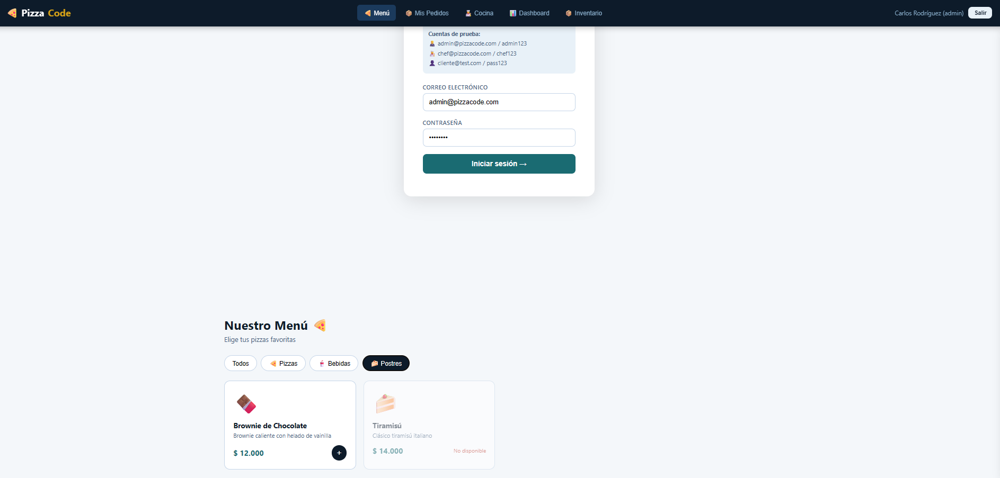 Pizza Code
Menú
Mis Pedidos
Cocina
Dashboard
Inventario
Carlos Rodríguez (admin)
Salir
Cuentas de prueba:
admin@pizzacode.com / admin123
chef@pizzacode.com / chef123
cliente@test.com / pass123
CORREO ELECTRÓNICO
admin@pizzacode.com
CONTRASEÑA
••••••••
Iniciar sesión →
Nuestro Menú
Elige tus pizzas favoritas
Todos
Pizzas
Bebidas
Postres
Brownie de Chocolate
Brownie caliente con helado de vainilla
$ 12.000
+
Tiramisú
Clásico tiramisú italiano
$ 14.000
No disponible